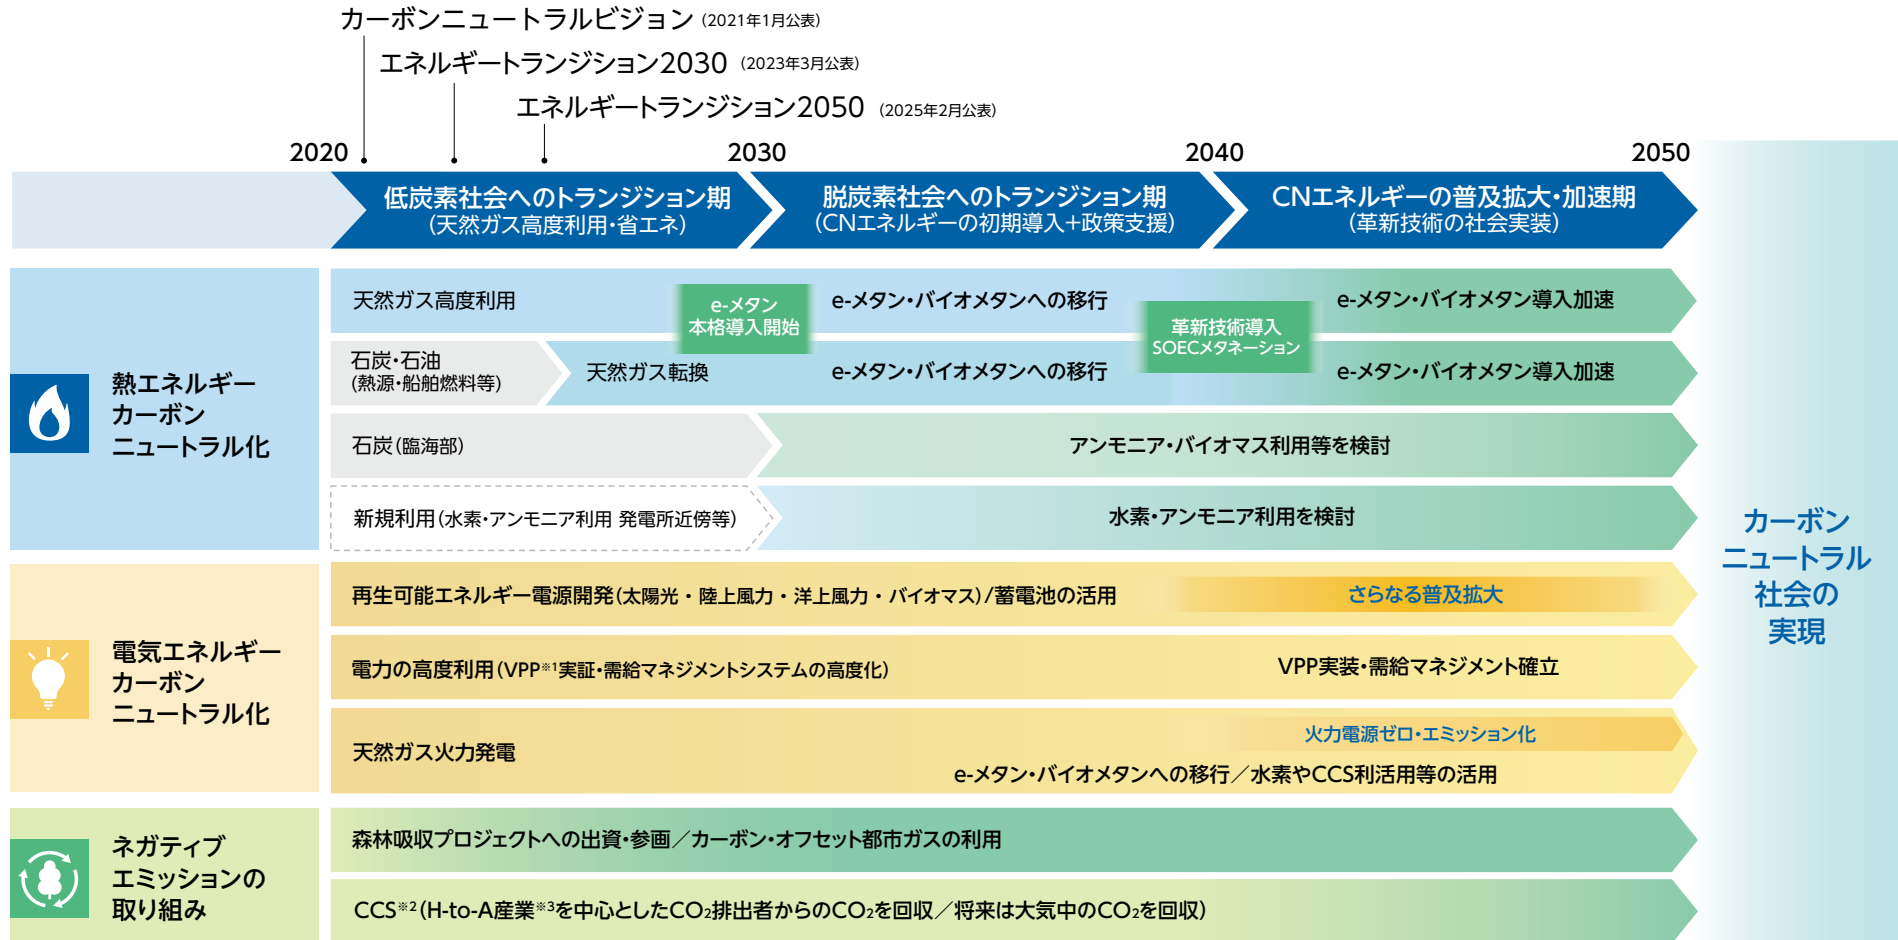 カーボンニュートラルビジョン（2021年1月公表）
エネルギートランジション2030（2023年3月公表）
エネルギートランジション2050（2025年2月公表）
2020
2030
2040
2050
低炭素社会へのトランジション期
（天然ガス高度利用・省エネ）
脱炭素社会へのトランジション期
（CNエネルギーの初期導入＋政策支援）
CNエネルギーの普及拡大・加速期
（革新技術の社会実装）
熱エネルギー
カーボン
ニュートラル化
天然ガス高度利用
e-メタン
本格導入開始
e-メタン・バイオメタンへの移行
革新技術導入
SOECメタネーション
e-メタン・バイオメタン導入加速
石炭・石油
（熱源・船舶燃料等）
天然ガス転換
e-メタン・バイオメタンへの移行
e-メタン・バイオメタン導入加速
石炭（臨海部）
アンモニア・バイオマス利用等を検討
新規利用（水素・アンモニア利用 発電所近傍等）
水素・アンモニア利用を検討
電気エネルギー
カーボン
ニュートラル化
再生可能エネルギー電源開発（太陽光・陸上風力・洋上風力・バイオマス）/蓄電池の活用
さらなる普及拡大
電力の高度利用（VPP※1実証・需給マネジメントシステムの高度化）
VPP実装・需給マネジメント確立
天然ガス火力発電
火力電源ゼロ・エミッション化
e-メタン・バイオメタンへの移行／水素やCCS利活用等の活用
ネガティブ
エミッションの
取り組み
森林吸収プロジェクトへの出資・参画／カーボン・オフセット都市ガスの利用
CCS※2（H-to-A産業※3を中心としたCO₂排出者からのCO₂を回収／将来は大気中のCO₂を回収）
カーボン
ニュートラル
社会の
実現